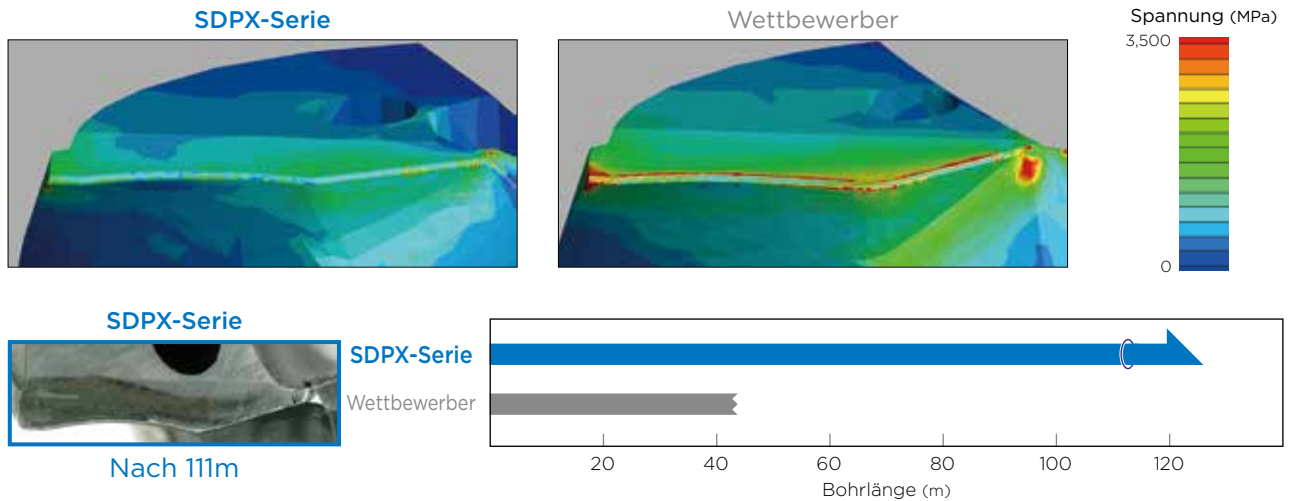 SDPX-Serie
Wettbewerber
Spannung (MPa)
3,500
0
SDPX-Serie
Nach 111m
SDPX-Serie
Wettbewerber
20 40 60 80 100 120
Bohrlänge (m)